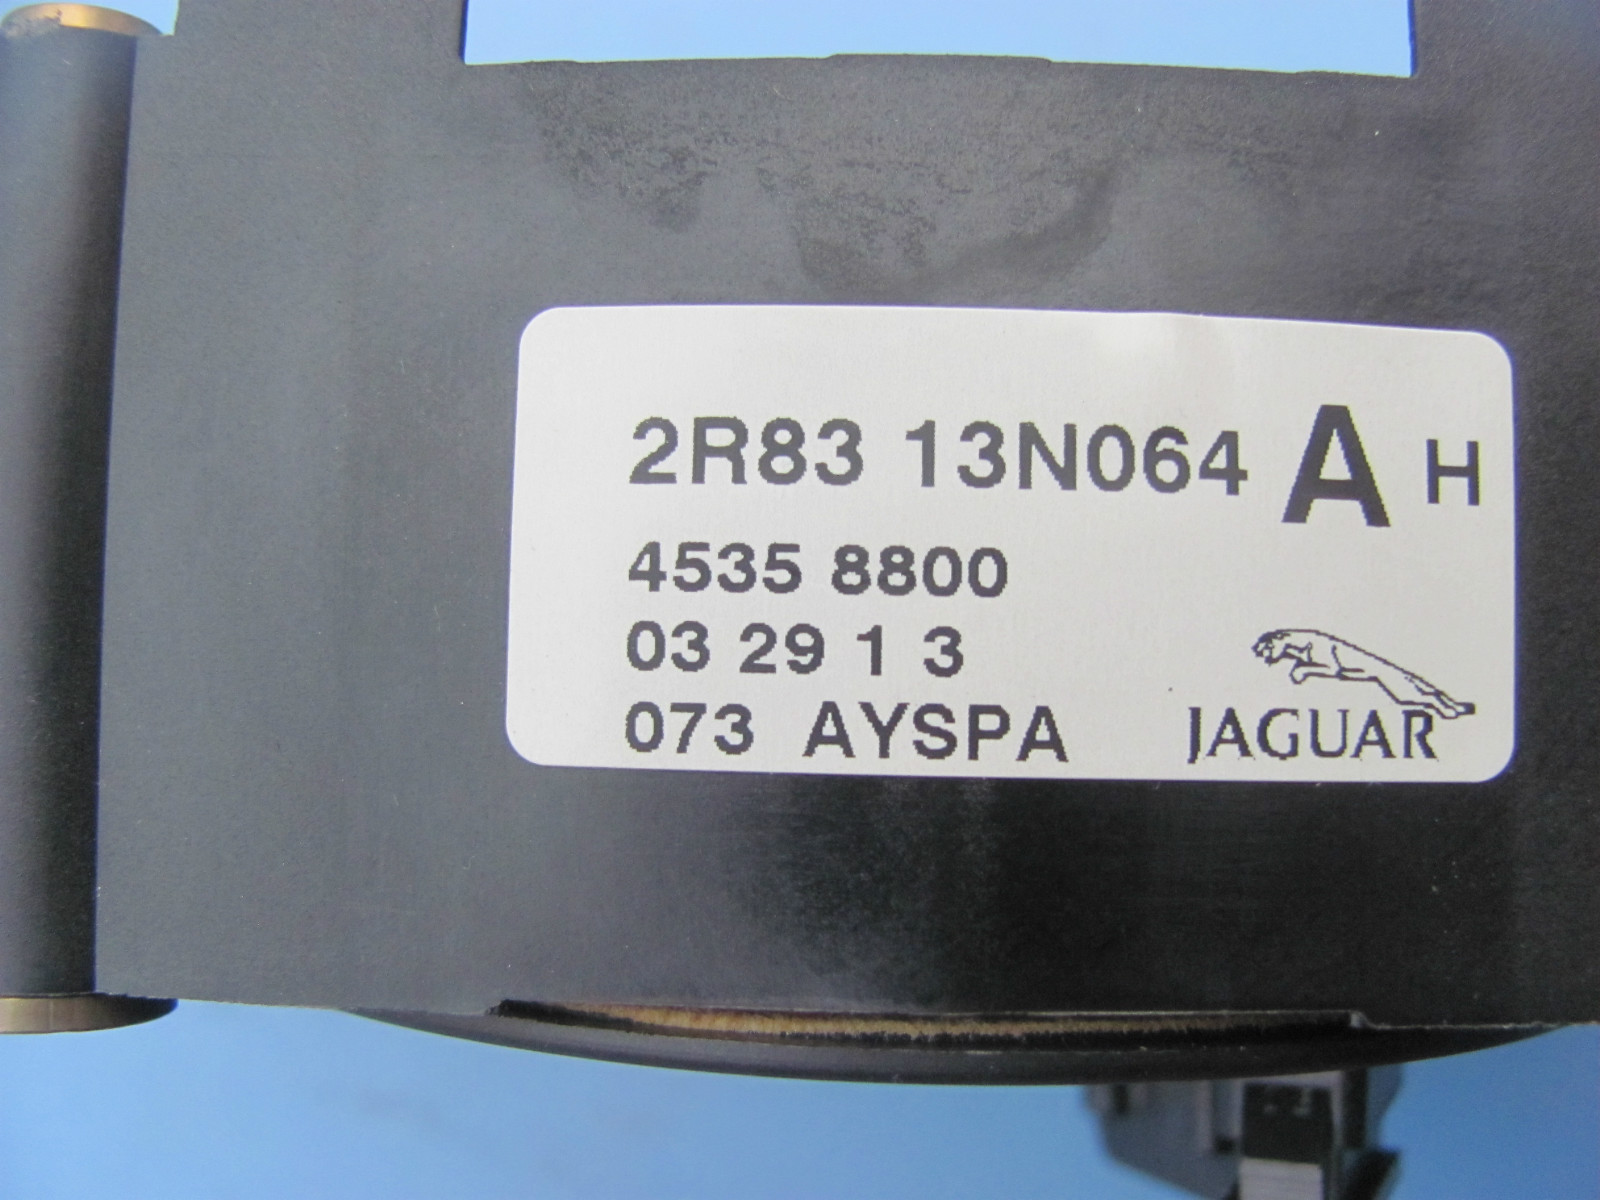 2R83 13N064 A H
4535 8800
03 29 1 3
073 AYSPA
JAGUAR